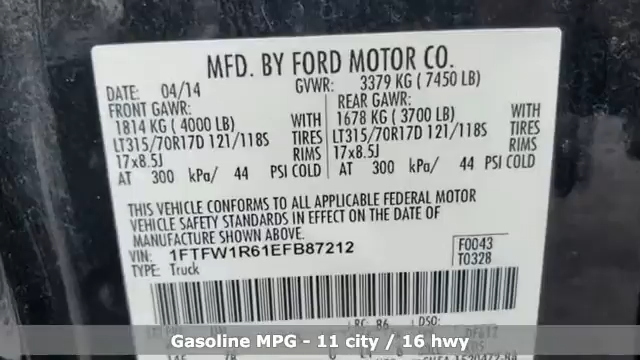 MFD. BY FORD MOTOR CO.
DATE: 04/14
GVWR: 3379 KG ( 7450 LB)
FRONT GAWR:
1814 KG ( 4000 LB) WITH
LT315/70R17D 121/118S TIRES
17x8.5J RIMS
AT 300 kPa/ 44 PSI COLD
REAR GAWR:
1678 KG ( 3700 LB) WITH
LT315/70R17D 121/118S TIRES
17x8.5J RIMS
AT 300 kPa/ 44 PSI COLD
THIS VEHICLE CONFORMS TO ALL APPLICABLE FEDERAL MOTOR
VEHICLE SAFETY STANDARDS IN EFFECT ON THE DATE OF
MANUFACTURE SHOWN ABOVE.
VIN: 1FTFW1R61EFB87212
TYPE: Truck
F0043
T0328
RC: B6 DSO:
Gasoline MPG - 11 city / 16 hwy